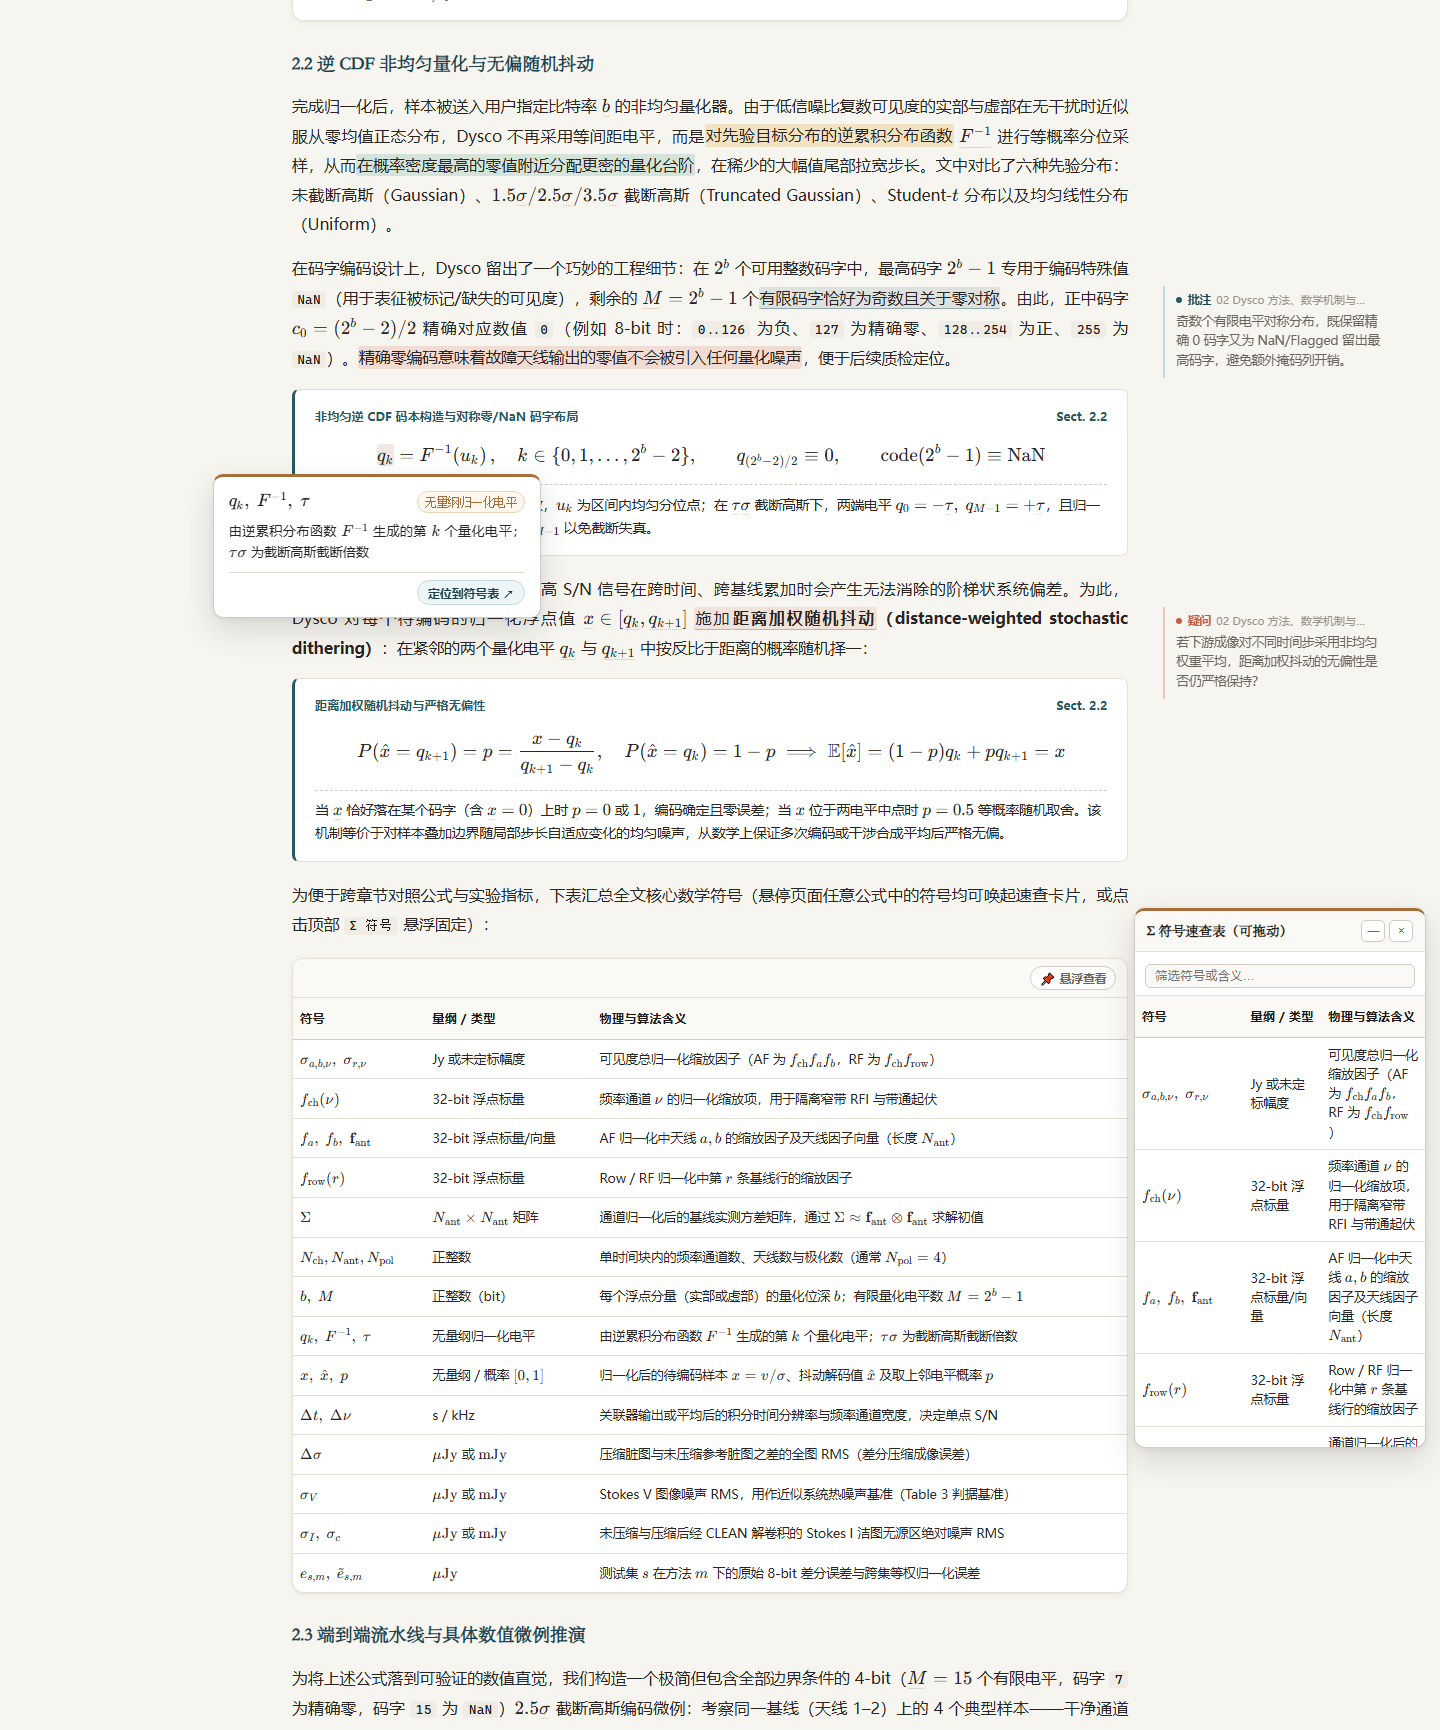 2.2 逆 CDF 非均匀量化与无偏随机抖动
完成归一化后，样本被送入用户指定比特率 b 的非均匀量化器。由于低信噪比复数可见度的实部与虚部在无干扰时近似
服从零均值正态分布，Dysco 不再采用等间距电平，而是对先验目标分布的逆累积分布函数 F⁻¹ 进行等概率分位采
样，从而在概率密度最高的零值附近分配更密的量化台阶，在稀少的大幅值尾部拉宽步长。文中对比了六种先验分布：
未截断高斯（Gaussian）、1.5σ/2.5σ/3.5σ 截断高斯（Truncated Gaussian）、Student-t 分布以及均匀线性分布
（Uniform）。
在码字编码设计上，Dysco 留出了一个巧妙的工程细节：在 2^b 个可用整数码字中，最高码字 2^b − 1 专用于编码特殊值
NaN（用于表征被标记/缺失的可见度），剩余的 M = 2^b − 1 个有限码字恰好为奇数且关于零对称。由此，正中码字
c_0 = (2^b − 2)/2 精确对应数值 0（例如 8-bit 时：0..126 为负、127 为精确零、128..254 为正、255 为
NaN）。精确零编码意味着故障天线输出的零值不会被引入任何量化噪声，便于后续质检定位。
批注 02 Dysco 方法、数学机制与...
奇数个有限电平对称分布，既保留精
确 0 码字又为 NaN/Flagged 留出最
高码字，避免额外掩码列开销。
非均匀逆 CDF 码本构造与对称零/NaN 码字布局 Sect. 2.2
q_k = F⁻¹(u_k), k ∈ {0, 1, . . . , 2^b − 2}, q_{(2^b−2)/2} ≡ 0, code(2^b − 1) ≡ NaN
，u_k 为区间内均匀分位点；在 τσ 截断高斯下，两端电平 q_0 = −τ, q_{M−1} = +τ，且归一
−1 以免截断失真。
q_k, F⁻¹, τ 无量纲归一化电平
由逆累积分布函数 F⁻¹ 生成的第 k 个量化电平；
τσ 为截断高斯截断倍数
定位到符号表 ↗
高 S/N 信号在跨时间、跨基线累加时会产生无法消除的阶梯状系统偏差。为此，
Dysco 对每个待编码的归一化浮点值 x ∈ [q_k, q_{k+1}] 施加距离加权随机抖动（distance-weighted stochastic
dithering）：在紧邻的两个量化电平 q_k 与 q_{k+1} 中按反比于距离的概率随机择一：
疑问 02 Dysco 方法、数学机制与...
若下游成像对不同时间步采用非均匀
权重平均，距离加权抖动的无偏性是
否仍严格保持？
距离加权随机抖动与严格无偏性 Sect. 2.2
P(x̂ = q_{k+1}) = p = (x − q_k)/(q_{k+1} − q_k), P(x̂ = q_k) = 1 − p ⟹ 𝔼[x̂] = (1 − p)q_k + pq_{k+1} = x
当 x 恰好落在某个码字（含 x = 0）上时 p = 0 或 1，编码确定且零误差；当 x 位于两电平中点时 p = 0.5 等概率随机取舍。该
机制等价于对样本叠加边界随局部步长自适应变化的均匀噪声，从数学上保证多次编码或干涉合成平均后严格无偏。
为便于跨章节对照公式与实验指标，下表汇总全文核心数学符号（悬停页面任意公式中的符号均可唤起速查卡片，或点
击顶部 Σ 符号 悬浮固定）：
📌 悬浮查看
符号 量纲 / 类型 物理与算法含义
σ_{a,b,ν}, σ_{r,ν} Jy 或未定标幅度 可见度总归一化缩放因子（AF 为 f_ch f_a f_b，RF 为 f_ch f_row）
f_ch(ν) 32-bit 浮点标量 频率通道 ν 的归一化缩放项，用于隔离窄带 RFI 与带通起伏
f_a, f_b, f_ant 32-bit 浮点标量/向量 AF 归一化中天线 a, b 的缩放因子及天线因子向量（长度 N_ant）
f_row(r) 32-bit 浮点标量 Row / RF 归一化中第 r 条基线行的缩放因子
Σ N_ant × N_ant 矩阵 通道归一化后的基线实测方差矩阵，通过 Σ ≈ f_ant ⊗ f_ant 求解初值
N_ch, N_ant, N_pol 正整数 单时间块内的频率通道数、天线数与极化数（通常 N_pol = 4）
b, M 正整数（bit） 每个浮点分量（实部或虚部）的量化位深 b；有限量化电平数 M = 2^b − 1
q_k, F⁻¹, τ 无量纲归一化电平 由逆累积分布函数 F⁻¹ 生成的第 k 个量化电平；τσ 为截断高斯截断倍数
x, x̂, p 无量纲 / 概率 [0, 1] 归一化后的待编码样本 x = v/σ、抖动解码值 x̂ 及取上邻电平概率 p
Δt, Δν s / kHz 关联器输出或平均后的积分时间分辨率与频率通道宽度，决定单点 S/N
Δσ μJy 或 mJy 压缩脏图与未压缩参考脏图之差的全图 RMS（差分压缩成像误差）
σ_V μJy 或 mJy Stokes V 图像噪声 RMS，用作近似系统热噪声基准（Table 3 判据基准）
σ_I, σ_c μJy 或 mJy 未压缩与压缩后经 CLEAN 解卷积的 Stokes I 洁图无源区绝对噪声 RMS
e_{s,m}, ẽ_{s,m} μJy 测试集 s 在方法 m 下的原始 8-bit 差分误差与跨集等权归一化误差
Σ 符号速查表（可拖动） — ×
筛选符号或含义...
符号 量纲 / 类型 物理与算法含义
σ_{a,b,ν}, σ_{r,ν}
Jy 或未定
标幅度
可见度总归一化
缩放因子（AF
为 f_ch f_a f_b，
RF 为 f_ch f_row
）
f_ch(ν)
32-bit 浮
点标量
频率通道 ν 的
归一化缩放项，
用于隔离窄带
RFI 与带通起伏
f_a, f_b, f_ant
32-bit 浮
点标量/向
量
AF 归一化中天
线 a, b 的缩放
因子及天线因子
向量（长度
N_ant）
f_row(r)
32-bit 浮
点标量
Row / RF 归一
化中第 r 条基
线行的缩放因子
通道归一化后的
2.3 端到端流水线与具体数值微例推演
为将上述公式落到可验证的数值直觉，我们构造一个极简但包含全部边界条件的 4-bit（M = 15 个有限电平，码字 7
为精确零，码字 15 为 NaN）2.5σ 截断高斯编码微例：考察同一基线（天线 1–2）上的 4 个典型样本——干净通道